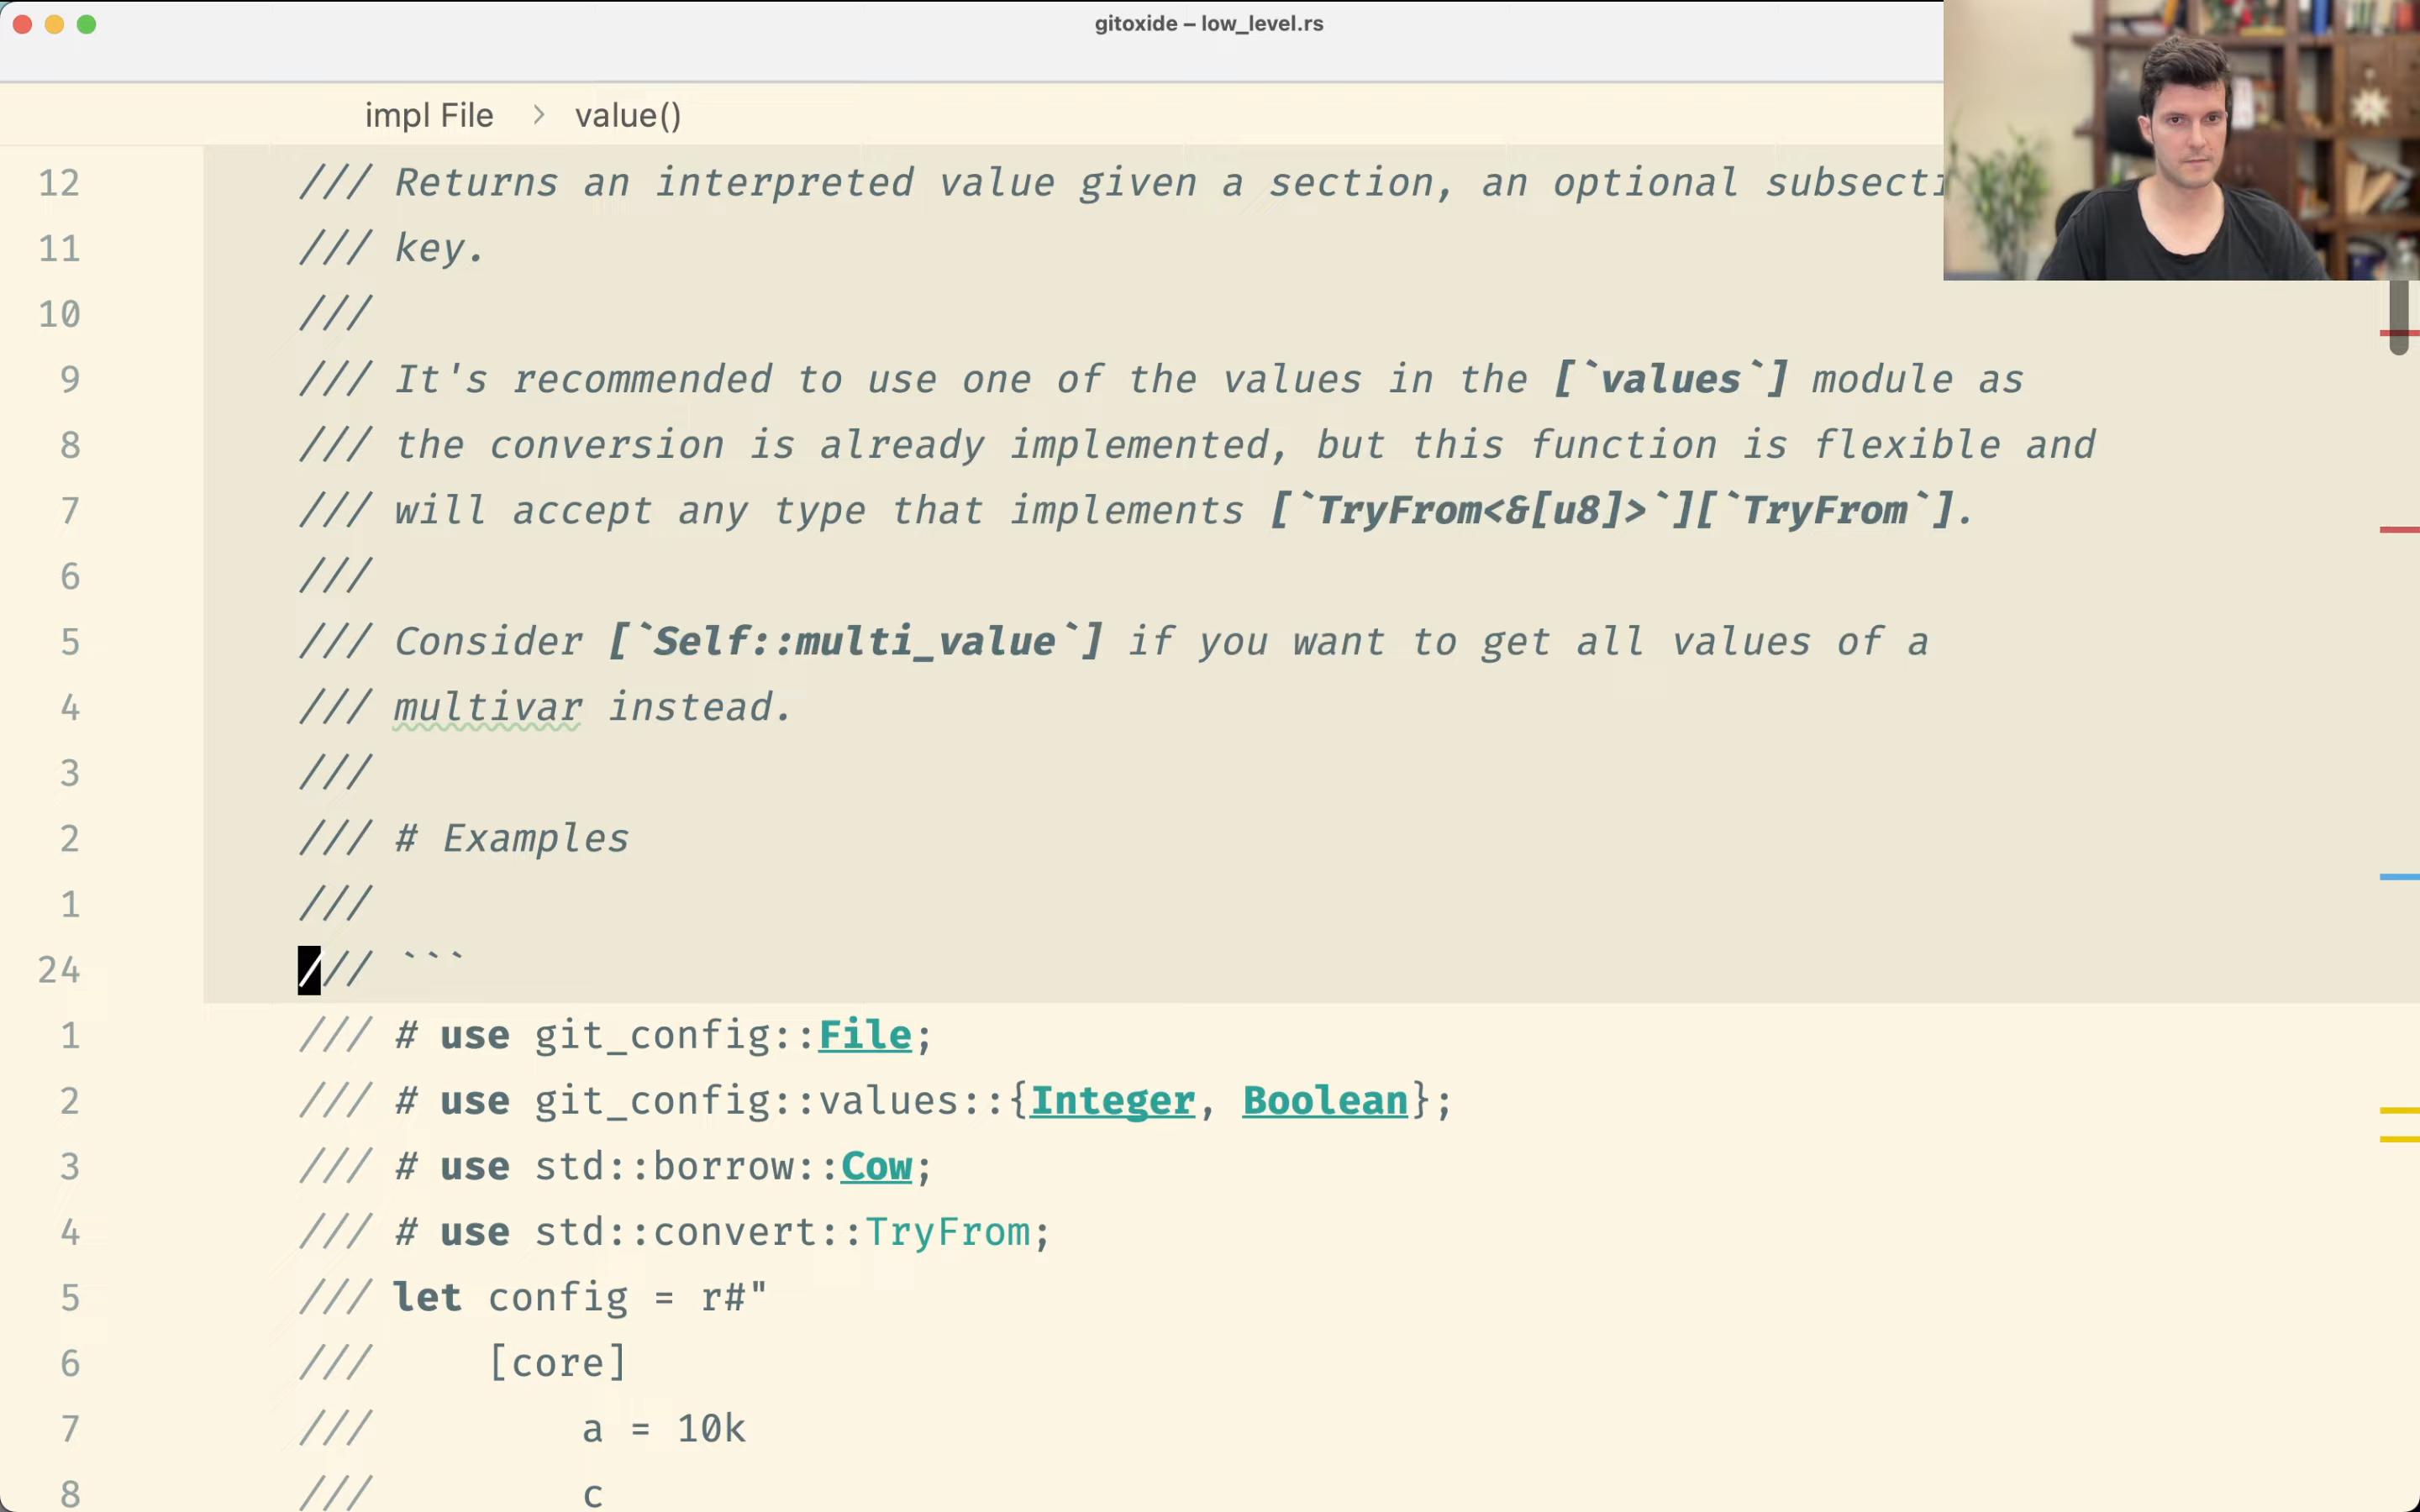 gitoxide – low_level.rs
impl File > value()
12 /// Returns an interpreted value given a section, an optional
11 /// key.
10 ///
9 /// It's recommended to use one of the values in the [`values`] module as
8 /// the conversion is already implemented, but this function is flexible and
7 /// will accept any type that implements [`TryFrom<&[u8]>`][`TryFrom`].
6 ///
5 /// Consider [`Self::multi_value`] if you want to get all values of a
4 /// multivar instead.
3 ///
2 /// # Examples
1 ///
24 /// ```
1 /// # use git_config::File;
2 /// # use git_config::values::{Integer, Boolean};
3 /// # use std::borrow::Cow;
4 /// # use std::convert::TryFrom;
5 /// let config = r#"
6 /// [core]
7 /// a = 10k
8 /// c